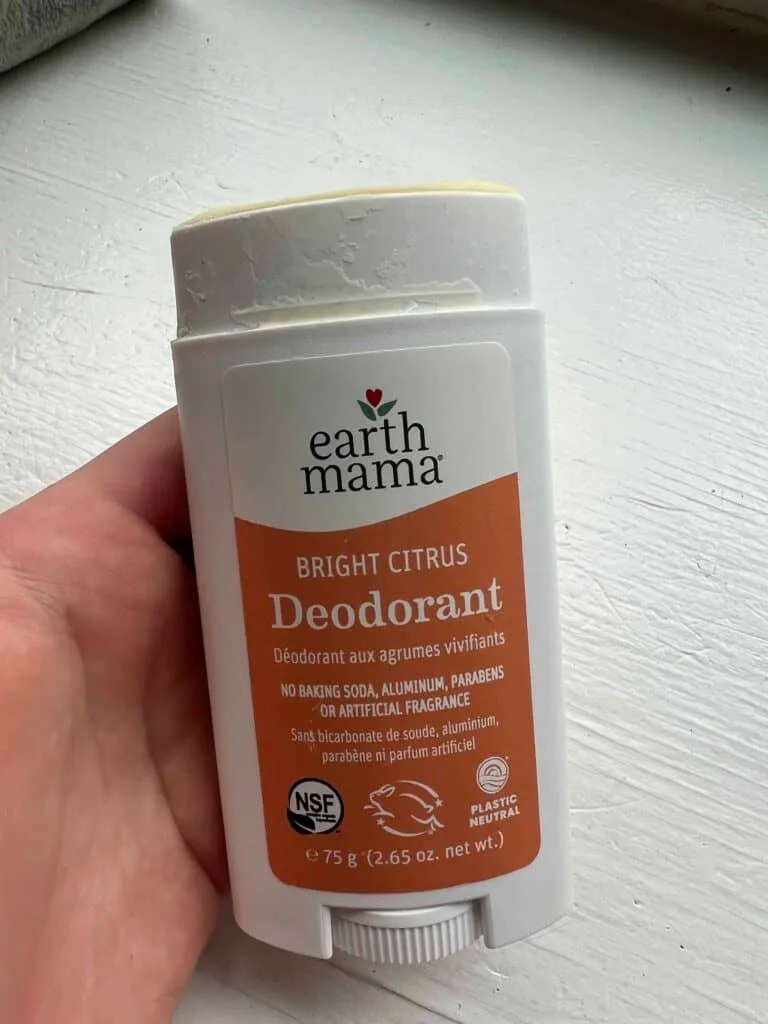 earth
mama®
BRIGHT CITRUS
Deodorant
Déodorant aux agrumes vivifiants
NO BAKING SODA, ALUMINUM, PARABENS
OR ARTIFICIAL FRAGRANCE
Sans bicarbonate de soude, aluminium,
parabène ni parfum artificiel
NSF
PLASTIC
NEUTRAL
℮ 75 g (2.65 oz. net wt.)